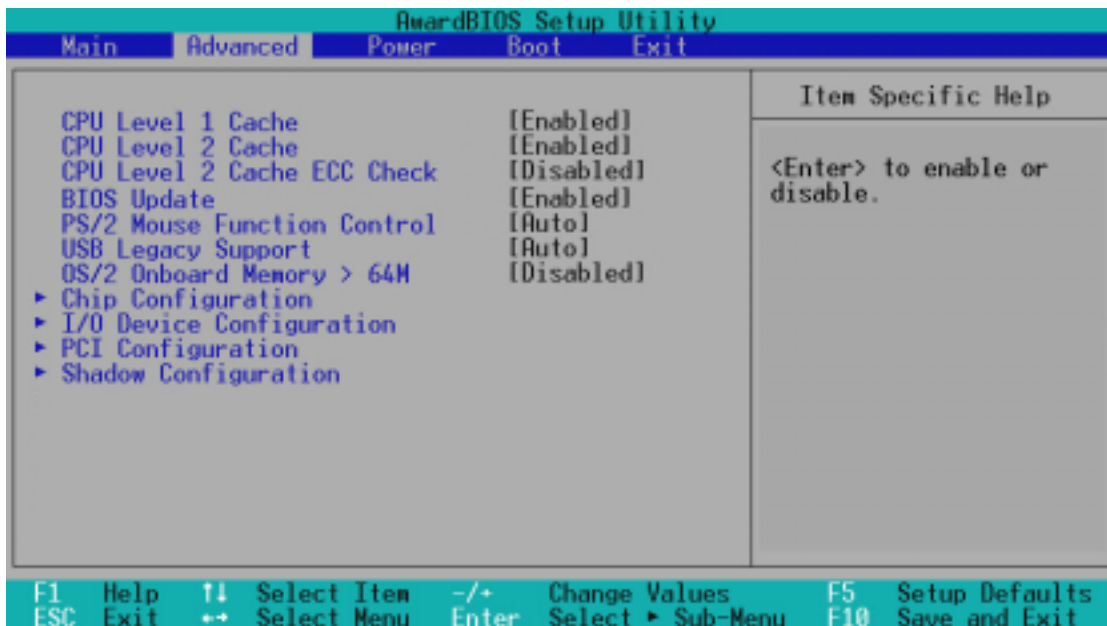 AwardBIOS Setup Utility
Main Advanced Power Boot Exit
Item Specific Help
CPU Level 1 Cache [Enabled]
CPU Level 2 Cache [Enabled]
CPU Level 2 Cache ECC Check [Disabled]
BIOS Update [Enabled]
PS/2 Mouse Function Control [Auto]
USB Legacy Support [Auto]
OS/2 Onboard Memory > 64M [Disabled]
► Chip Configuration
► I/O Device Configuration
► PCI Configuration
► Shadow Configuration
<Enter> to enable or
disable.
F1 Help ↑↓ Select Item -/+ Change Values F5 Setup Defaults
ESC Exit ←→ Select Menu Enter Select ► Sub-Menu F10 Save and Exit